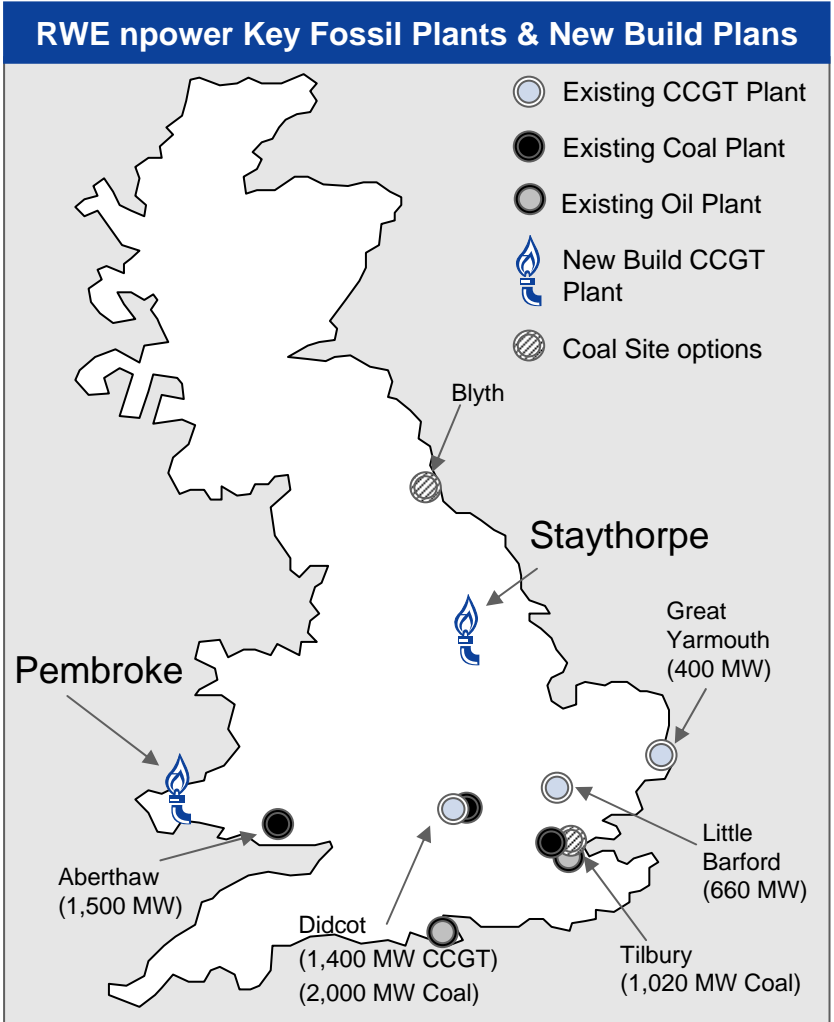 RWE npower Key Fossil Plants & New Build Plans
Existing CCGT Plant
Existing Coal Plant
Existing Oil Plant
New Build CCGT
Plant
Coal Site options
Blyth
Staythorpe
Great
Yarmouth
(400 MW)
Pembroke
Little
Barford
(660 MW)
Aberthaw
(1,500 MW)
Didcot
(1,400 MW CCGT)
(2,000 MW Coal)
Tilbury
(1,020 MW Coal)